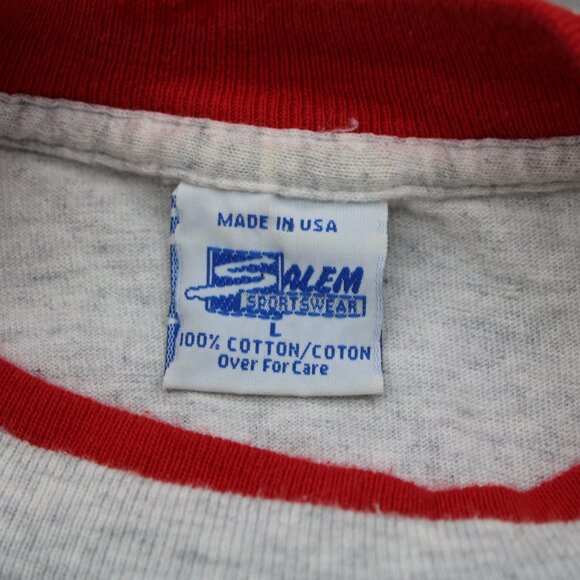 MADE IN USA
SALEM
SPORTSWEAR
L
100% COTTON/COTON
Over For Care